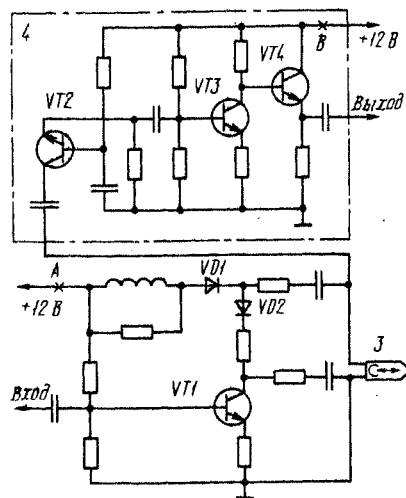 4
В
+12 В
VT4
VT3
VT2
Выход
А
+12 В
VD1
VD2
3
С
VT1
Вход